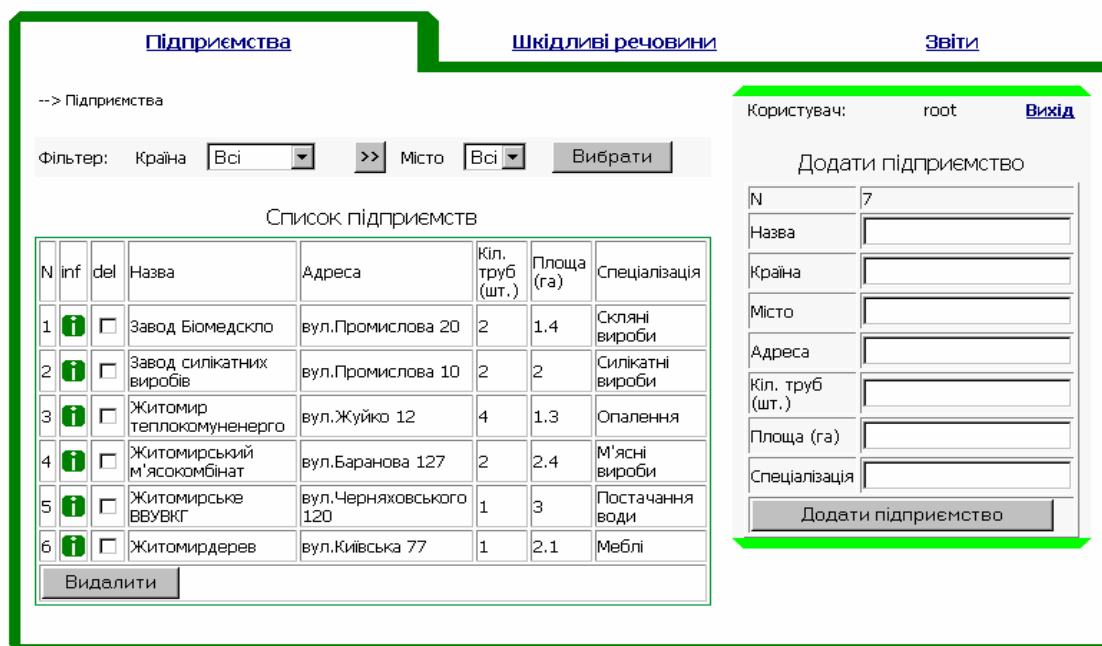 Підприємства Шкідливі речовини Звіти
--> Підприємства
Користувач: root Вихід
Фільтер: Країна Всі >> Місто Всі Вибрати
Додати підприємство
N 7
Назва
Країна
Місто
Адреса
Кіл. труб
(шт.)
Площа (га)
Спеціалізація
Додати підприємство
Список підприємств
N inf del Назва Адреса Кіл. труб (шт.) Площа (га) Спеціалізація
1 i Завод Біомедскло вул.Промислова 20 2 1.4 Скляні вироби
2 i Завод силікатних виробів вул.Промислова 10 2 2 Силікатні вироби
3 i Житомир теплокомуненерго вул.Жуйко 12 4 1.3 Опалення
4 i Житомирський м'ясокомбінат вул.Баранова 127 2 2.4 М'ясні вироби
5 i Житомирське ВВУВКГ вул.Черняховського 120 1 3 Постачання води
6 i Житомирдерев вул.Київська 77 1 2.1 Меблі
Видалити